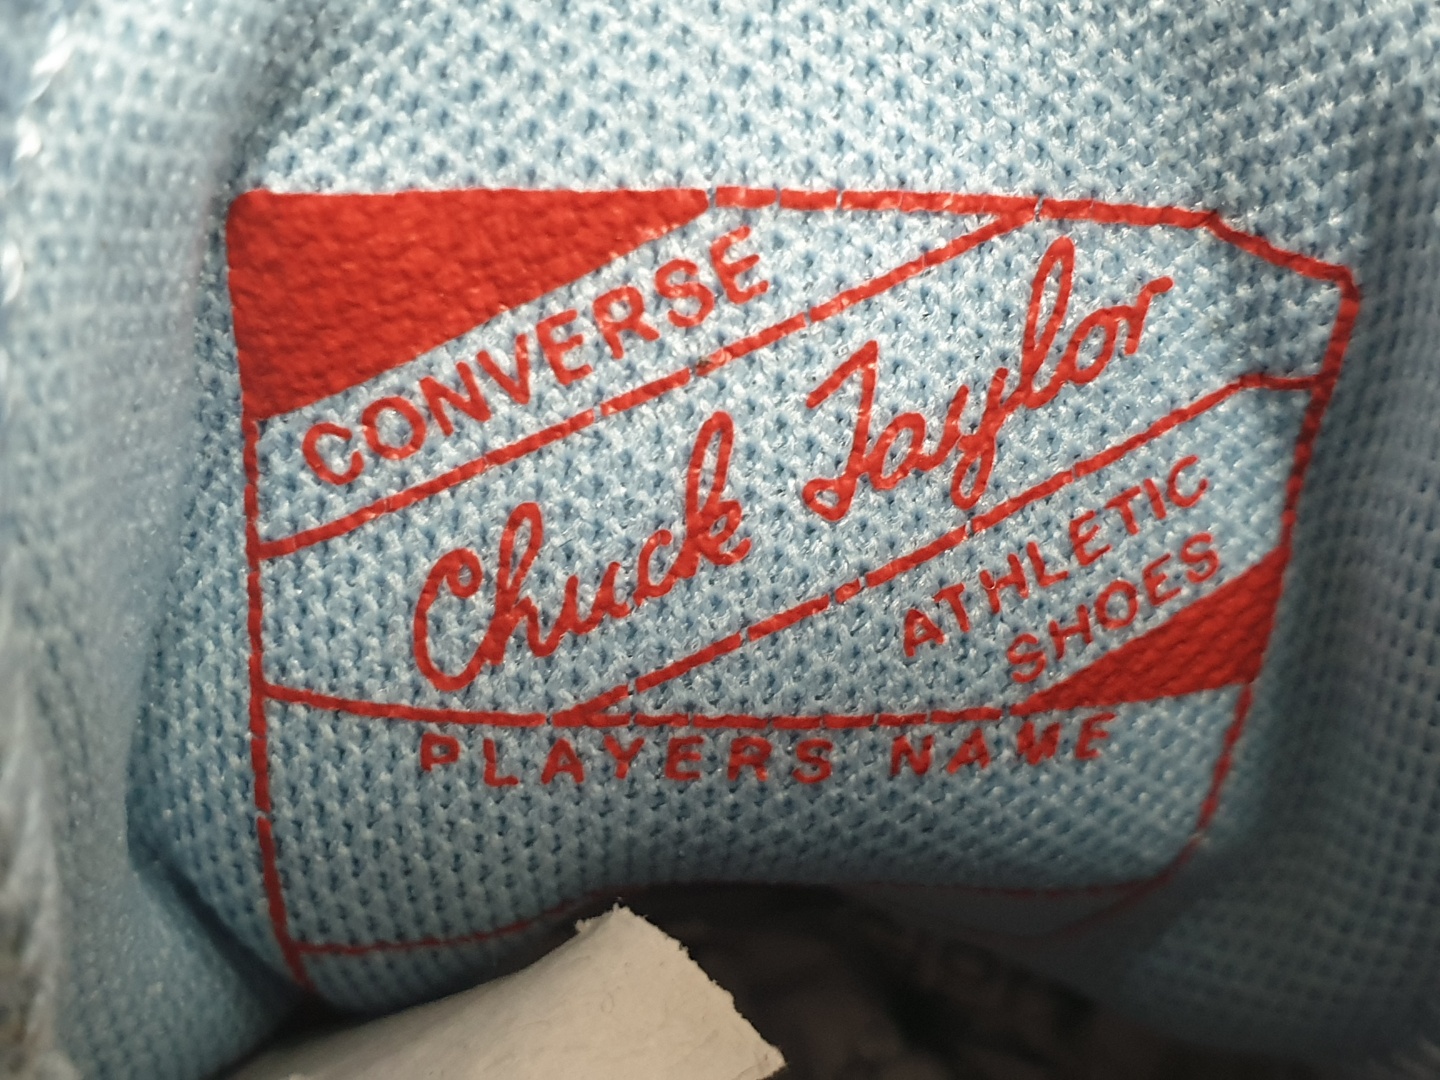 CONVERSE
Chuck Taylor
ATHLETIC
SHOES
PLAYERS NAME